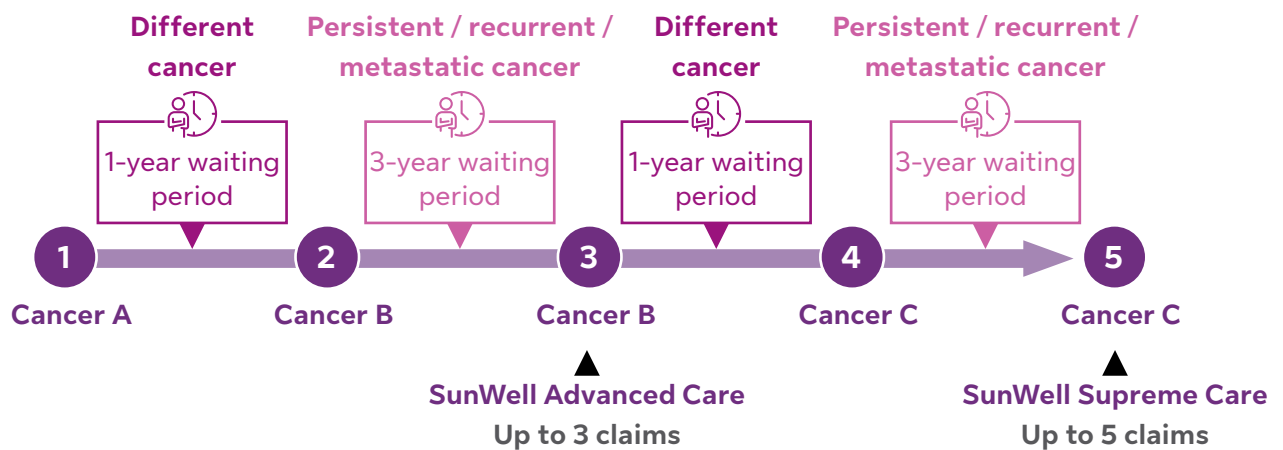 Different
cancer
Persistent / recurrent /
metastatic cancer
Different
cancer
Persistent / recurrent /
metastatic cancer
1-year waiting
period
3-year waiting
period
1-year waiting
period
3-year waiting
period
1
2
3
4
5
Cancer A
Cancer B
Cancer B
Cancer C
Cancer C
SunWell Advanced Care
Up to 3 claims
SunWell Supreme Care
Up to 5 claims